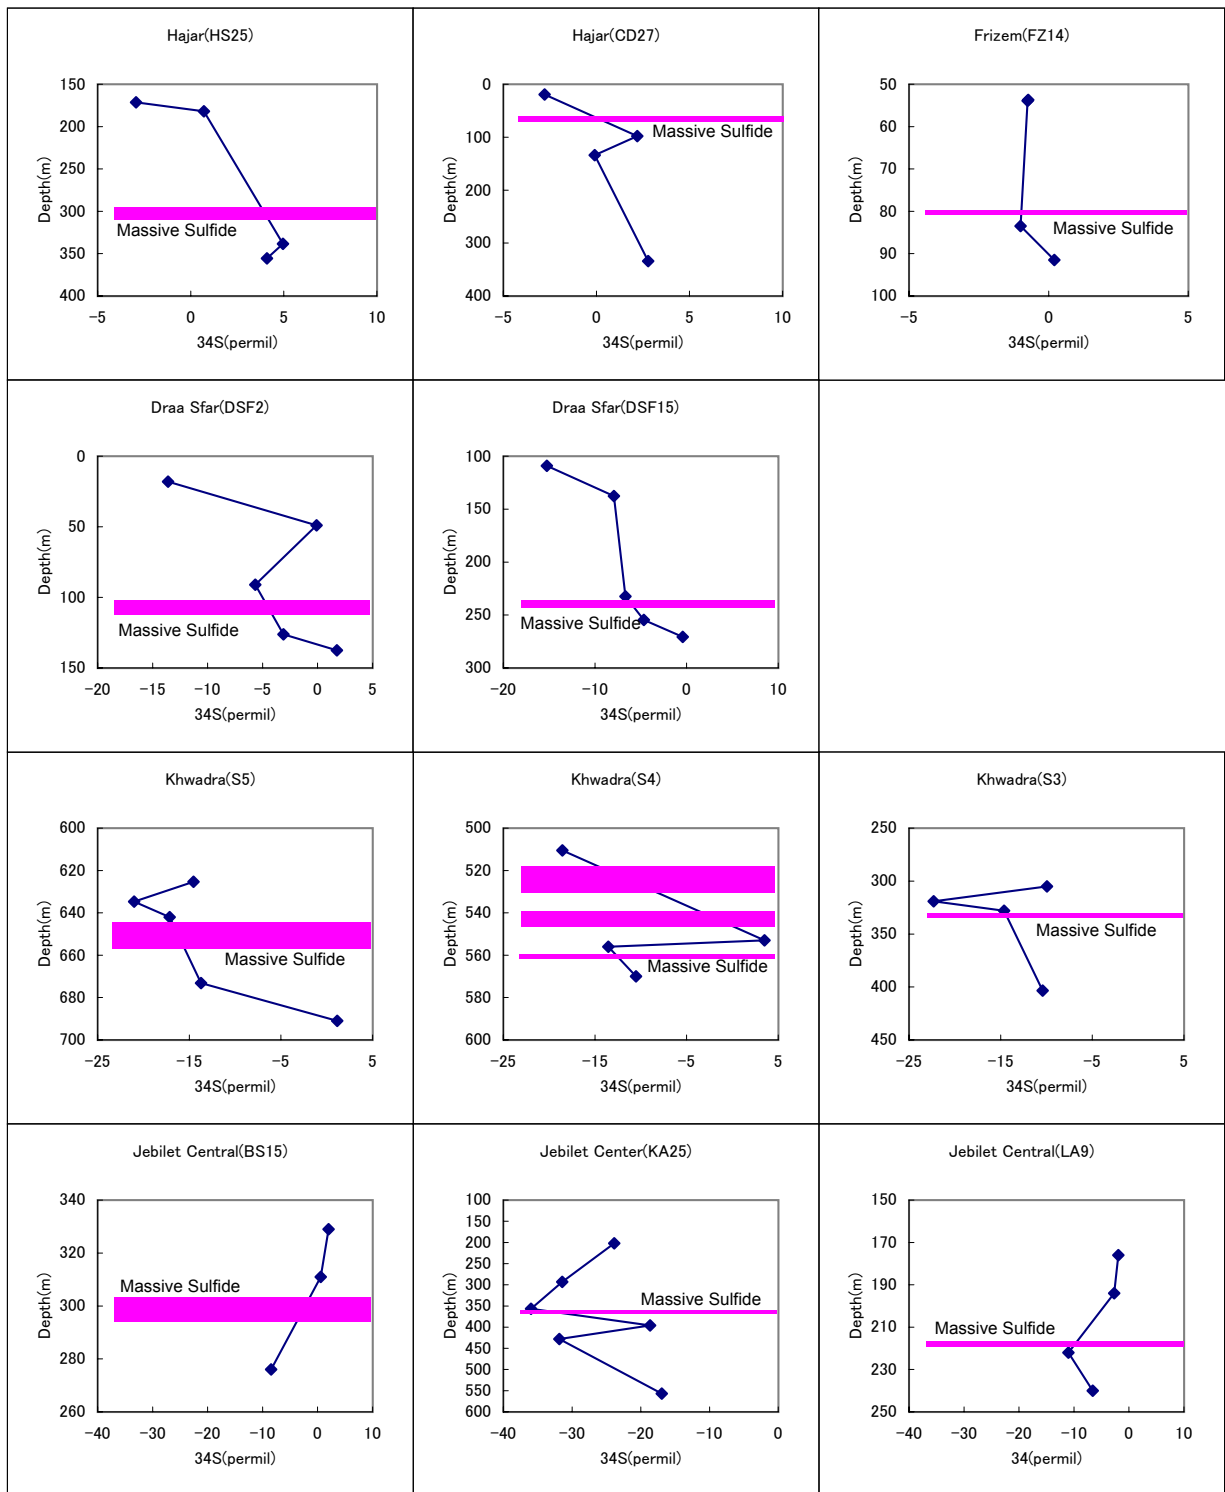 Hajar(HS25)
150
200
250
300
350
400
Depth(m)
Massive Sulfide
−5 0 5 10
34S(permil)
Hajar(CD27)
0
100
200
300
400
Depth(m)
Massive Sulfide
−5 0 5 10
34S(permil)
Frizem(FZ14)
50
60
70
80
90
100
Depth(m)
Massive Sulfide
−5 0 5
34S(permil)
Draa Sfar(DSF2)
0
50
100
150
Depth(m)
Massive Sulfide
−20 −15 −10 −5 0 5
34S(permil)
Draa Sfar(DSF15)
100
150
200
250
300
Depth(m)
Massive Sulfide
−20 −10 0 10
34S(permil)
Khwadra(S5)
600
620
640
660
680
700
Depth(m)
Massive Sulfide
−25 −15 −5 5
34S(permil)
Khwadra(S4)
500
520
540
560
580
600
Depth(m)
Massive Sulfide
−25 −15 −5 5
34S(permil)
Khwadra(S3)
250
300
350
400
450
Depth(m)
Massive Sulfide
−25 −15 −5 5
34S(permil)
Jebilet Central(BS15)
340
320
300
280
260
Depth(m)
Massive Sulfide
−40 −30 −20 −10 0 10
34S(permil)
Jebilet Center(KA25)
100
150
200
250
300
350
400
450
500
550
600
Depth(m)
Massive Sulfide
−40 −30 −20 −10 0
34S(permil)
Jebilet Central(LA9)
150
170
190
210
230
250
Depth(m)
Massive Sulfide
−40 −30 −20 −10 0 10
34(permil)